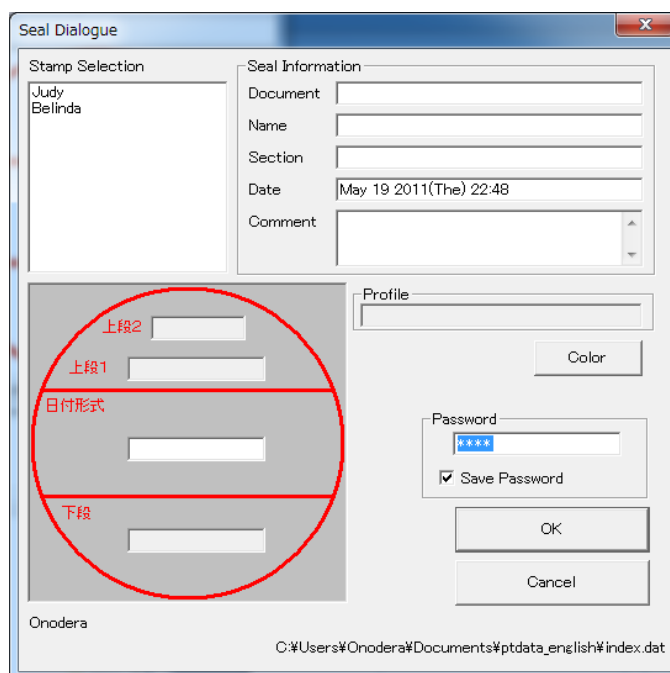 Seal Dialogue
Stamp Selection
Judy
Belinda
Seal Information
Document
Name
Section
Date May 19 2011(The) 22:48
Comment
上段2
上段1
日付形式
下段
Profile
Color
Password
****
Save Password
OK
Cancel
Onodera
C:¥Users¥Onodera¥Documents¥ptdata_english¥index.dat